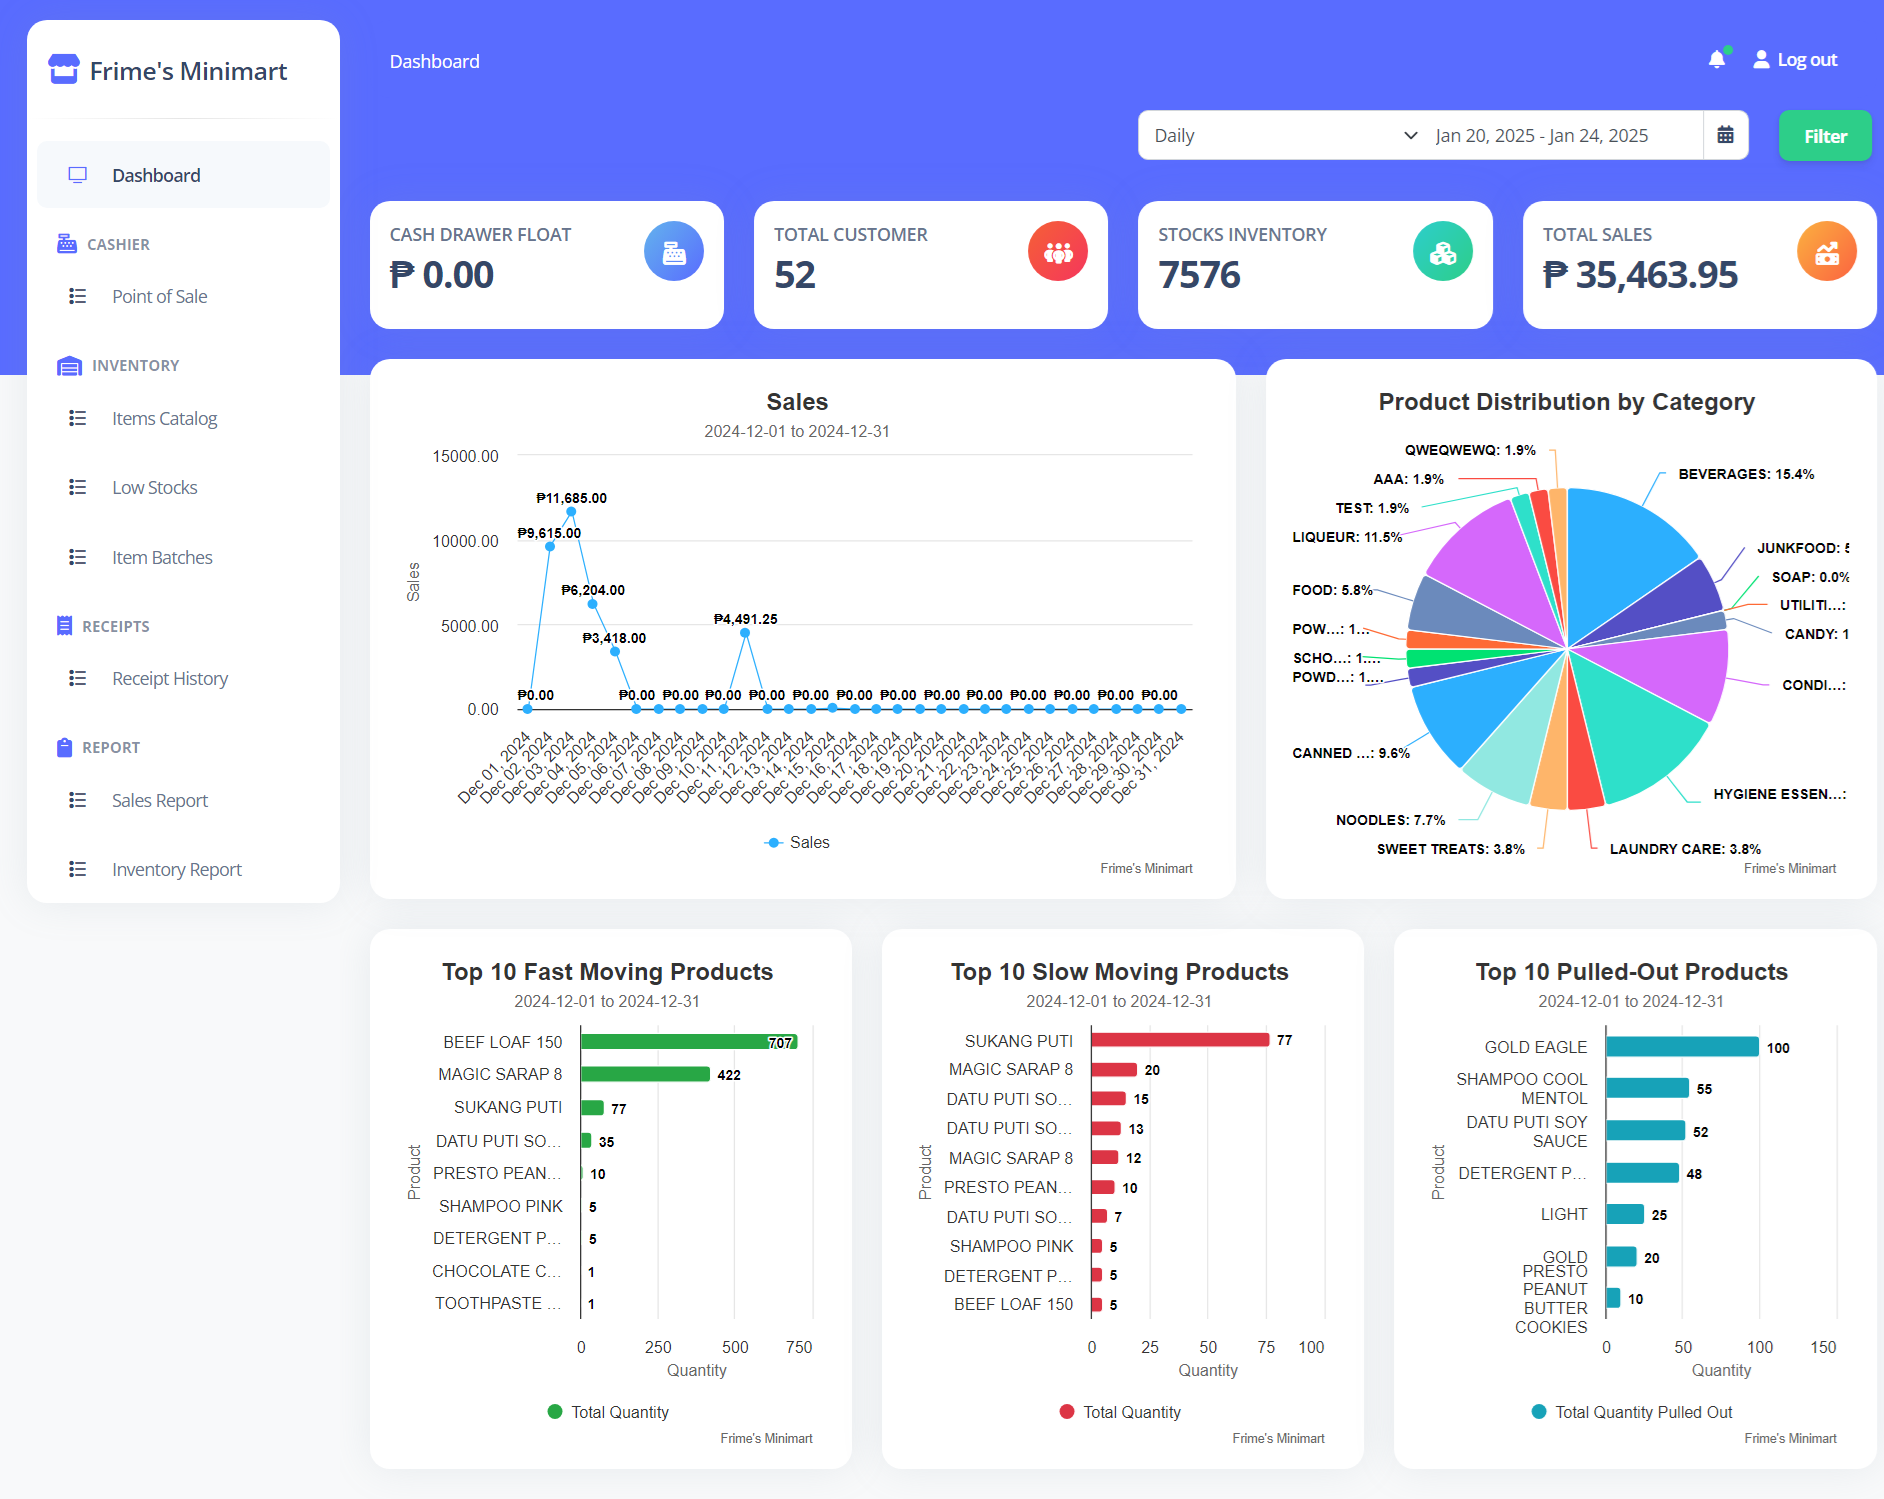 Frime's Minimart
Dashboard
CASHIER
Point of Sale
INVENTORY
Items Catalog
Low Stocks
Item Batches
RECEIPTS
Receipt History
REPORT
Sales Report
Inventory Report
Dashboard
Log out
Daily
Jan 20, 2025 - Jan 24, 2025
Filter
CASH DRAWER FLOAT
₱ 0.00
TOTAL CUSTOMER
52
STOCKS INVENTORY
7576
TOTAL SALES
₱ 35,463.95
Sales
2024-12-01 to 2024-12-31
15000.00
10000.00
5000.00
0.00
Sales
₱0.00
₱9,615.00
₱11,685.00
₱6,204.00
₱3,418.00
₱0.00
₱0.00
₱0.00
₱4,491.25
₱0.00
₱0.00
₱0.00
₱0.00
₱0.00
₱0.00
₱0.00
₱0.00
₱0.00
₱0.00
Dec 01, 2024
Dec 02, 2024
Dec 03, 2024
Dec 04, 2024
Dec 05, 2024
Dec 06, 2024
Dec 07, 2024
Dec 08, 2024
Dec 09, 2024
Dec 10, 2024
Dec 11, 2024
Dec 12, 2024
Dec 13, 2024
Dec 14, 2024
Dec 15, 2024
Dec 16, 2024
Dec 17, 2024
Dec 18, 2024
Dec 19, 2024
Dec 20, 2024
Dec 21, 2024
Dec 22, 2024
Dec 23, 2024
Dec 24, 2024
Dec 25, 2024
Dec 26, 2024
Dec 27, 2024
Dec 28, 2024
Dec 29, 2024
Dec 30, 2024
Dec 31, 2024
Sales
Frime's Minimart
Product Distribution by Category
QWEQWEWQ: 1.9%
AAA: 1.9%
TEST: 1.9%
LIQUEUR: 11.5%
FOOD: 5.8%
POW...: 1...
SCHO...: 1....
POWD...: 1....
CANNED ...: 9.6%
NOODLES: 7.7%
SWEET TREATS: 3.8%
BEVERAGES: 15.4%
JUNKFOOD: 5
SOAP: 0.0%
UTILITI...:
CANDY: 1
CONDI...:
HYGIENE ESSEN...:
LAUNDRY CARE: 3.8%
Frime's Minimart
Top 10 Fast Moving Products
2024-12-01 to 2024-12-31
Product
BEEF LOAF 150 707
MAGIC SARAP 8 422
SUKANG PUTI 77
DATU PUTI SO... 35
PRESTO PEAN... 10
SHAMPOO PINK 5
DETERGENT P... 5
CHOCOLATE C... 1
TOOTHPASTE ... 1
0 250 500 750
Quantity
Total Quantity
Frime's Minimart
Top 10 Slow Moving Products
2024-12-01 to 2024-12-31
Product
SUKANG PUTI 77
MAGIC SARAP 8 20
DATU PUTI SO... 15
DATU PUTI SO... 13
MAGIC SARAP 8 12
PRESTO PEAN... 10
DATU PUTI SO... 7
SHAMPOO PINK 5
DETERGENT P... 5
BEEF LOAF 150 5
0 25 50 75 100
Quantity
Total Quantity
Frime's Minimart
Top 10 Pulled-Out Products
2024-12-01 to 2024-12-31
Product
GOLD EAGLE 100
SHAMPOO COOL
MENTOL 55
DATU PUTI SOY
SAUCE 52
DETERGENT P... 48
LIGHT 25
GOLD 20
PRESTO
PEANUT
BUTTER
COOKIES 10
0 50 100 150
Quantity
Total Quantity Pulled Out
Frime's Minimart